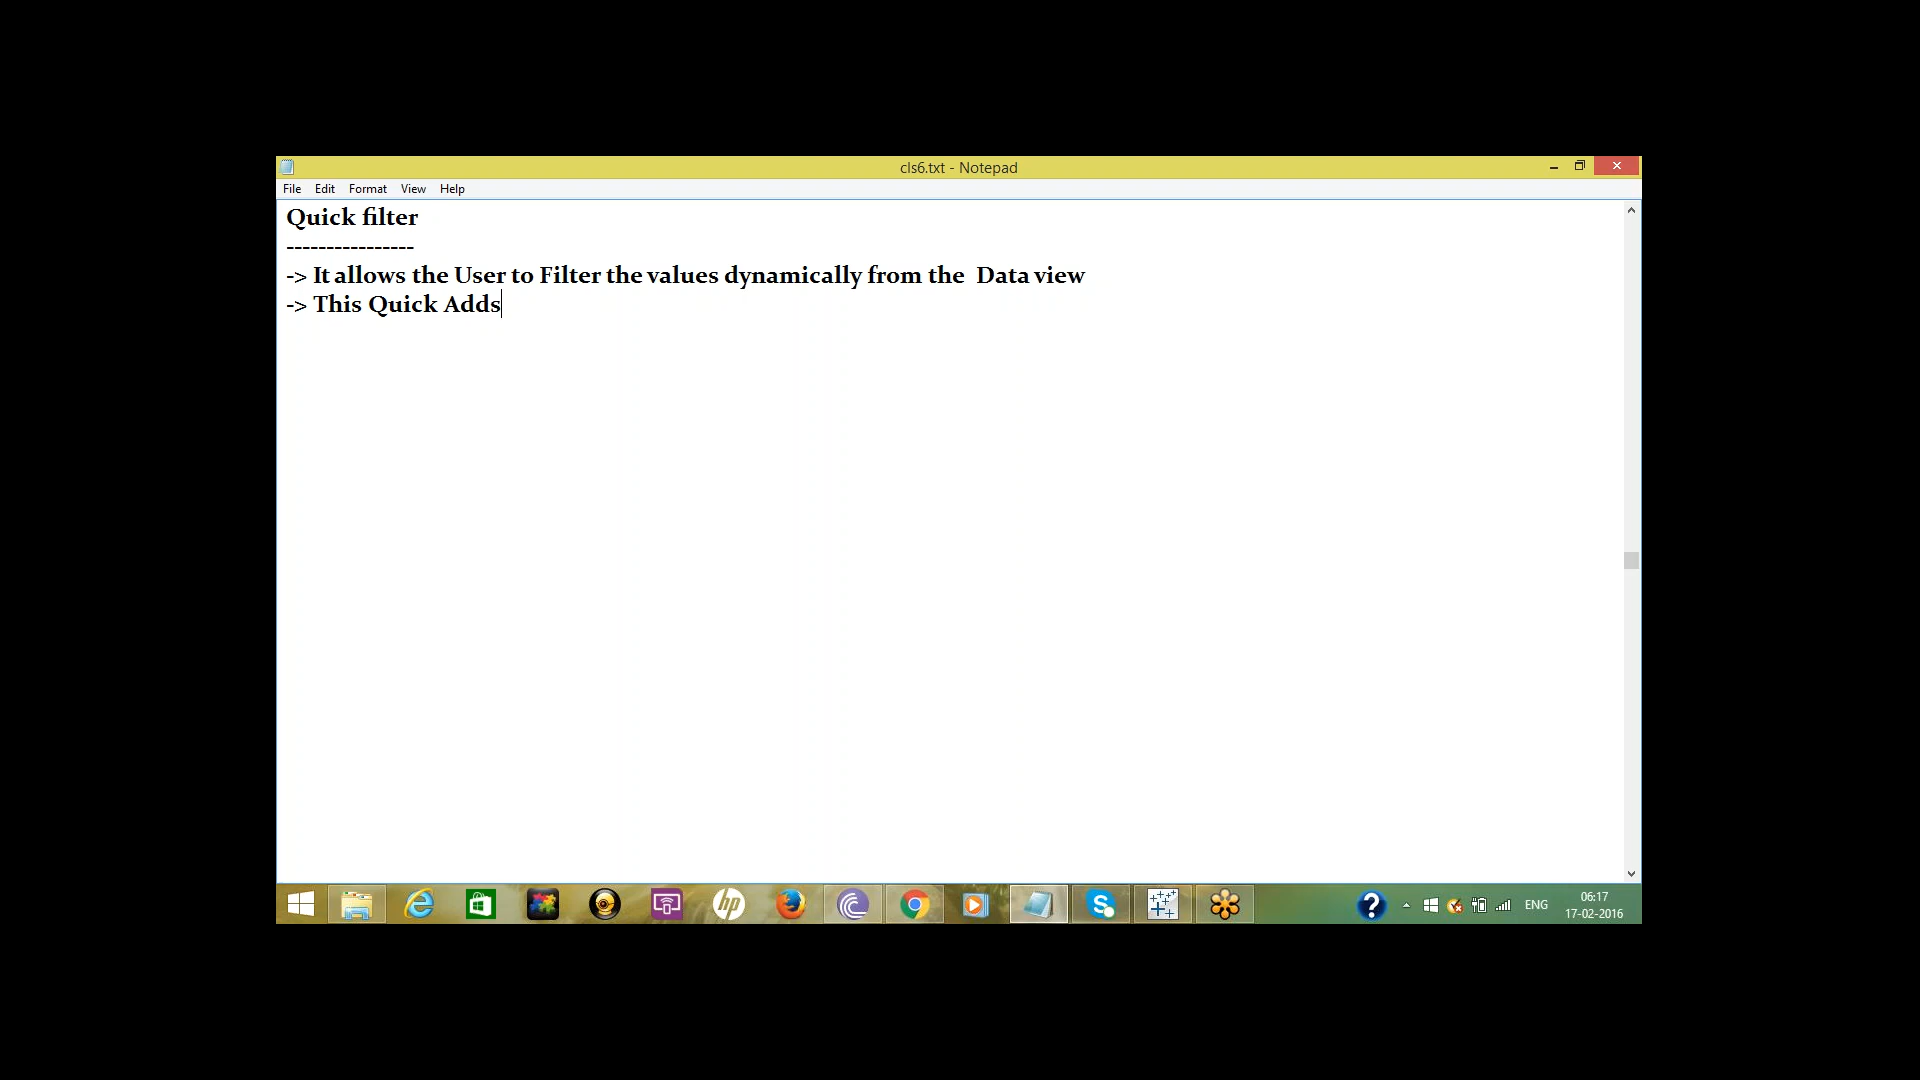 cls6.txt - Notepad
File Edit Format View Help
Quick filter
----------------
-> It allows the User to Filter the values dynamically from the  Data view
-> This Quick Adds
hp
S
?
ENG
06:17
17-02-2016